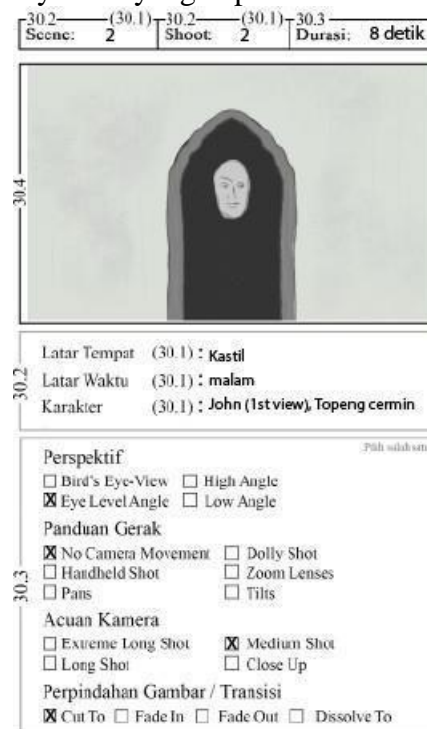 30.2 (30.1) 30.2 (30.1) 30.3
Scene: 2 Shoot: 2 Durasi: 8 detik
30.4
30.2
Latar Tempat (30.1) : Kastil
Latar Waktu (30.1) : malam
Karakter (30.1) : John (1st view), Topeng cermin
30.3
Pilih salah satu
Perspektif
☐ Bird's Eye-View ☐ High Angle
☒ Eye Level Angle ☐ Low Angle
Panduan Gerak
☒ No Camera Movement ☐ Dolly Shot
☐ Handheld Shot ☐ Zoom Lenses
☐ Pans ☐ Tilts
Acuan Kamera
☐ Extreme Long Shot ☒ Medium Shot
☐ Long Shot ☐ Close Up
Perpindahan Gambar / Transisi
☒ Cut To ☐ Fade In ☐ Fade Out ☐ Dissolve To